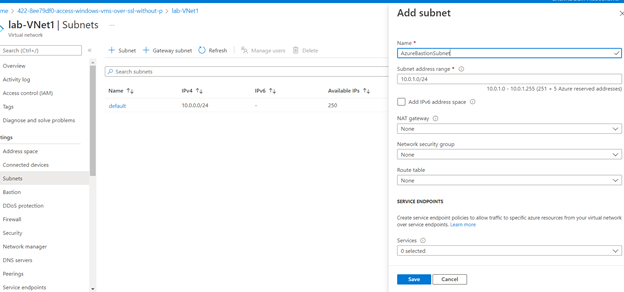 me > 422-8ee79df0-access-windows-vms-over-ssl-without-p > lab-VNet1
lab-VNet1 | Subnets
Virtual network
Search (Ctrl+/)
Overview
Activity log
Access control (IAM)
Tags
Diagnose and solve problems
ttings
Address space
Connected devices
Subnets
Bastion
DDoS protection
Firewall
Security
Network manager
DNS servers
Peerings
Service endpoints
+ Subnet + Gateway subnet Refresh Manage users Delete
Search subnets
Name IPv4 IPv6 Available IPs
default 10.0.0.0/24 - 250
Add subnet
Name *
AzureBastionSubnet
Subnet address range *
10.0.1.0/24
10.0.1.0 - 10.0.1.255 (251 + 5 Azure reserved addresses)
Add IPv6 address space
NAT gateway
None
Network security group
None
Route table
None
SERVICE ENDPOINTS
Create service endpoint policies to allow traffic to specific azure resources from your virtual network
over service endpoints. Learn more
Services
0 selected
Save Cancel